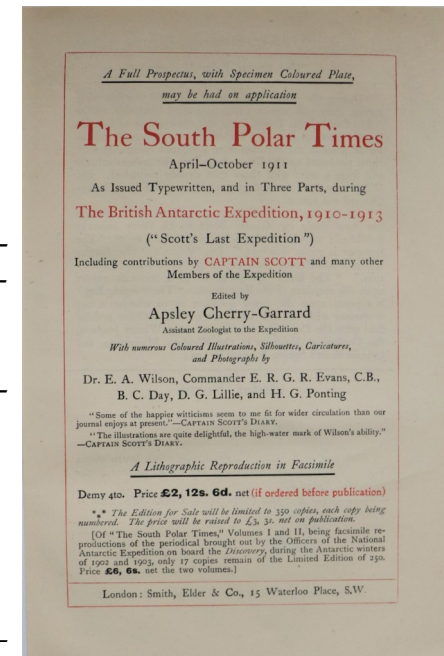 A Full Prospectus, with Specimen Coloured Plate,
may be had on application
The South Polar Times
April–October 1911
As Issued Typewritten, and in Three Parts, during
The British Antarctic Expedition, 1910–1913
(“Scott's Last Expedition”)
Including contributions by CAPTAIN SCOTT and many other
Members of the Expedition
Edited by
Apsley Cherry-Garrard
Assistant Zoologist to the Expedition
With numerous Coloured Illustrations, Silhouettes, Caricatures,
and Photographs by
Dr. E. A. Wilson, Commander E. R. G. R. Evans, C.B.,
B. C. Day, D. G. Lillie, and H. G. Ponting
“Some of the happier witticisms seem to me fit for wider circulation than our
journal enjoys at present.”—CAPTAIN SCOTT'S DIARY.
“The illustrations are quite delightful, the high-water mark of Wilson's ability.”
—CAPTAIN SCOTT'S DIARY.
A Lithographic Reproduction in Facsimile
Demy 4to. Price £2, 12s. 6d. net (if ordered before publication)
*** The Edition for Sale will be limited to 350 copies, each copy being
numbered. The price will be raised to £3, 3s. net on publication.
[Of “The South Polar Times,” Volumes I and II, being facsimile re-
productions of the periodical brought out by the Officers of the National
Antarctic Expedition on board the Discovery, during the Antarctic winters
of 1902 and 1903, only 17 copies remain of the Limited Edition of 250.
Price £6, 6s. net the two volumes.]
London: Smith, Elder & Co., 15 Waterloo Place, S.W.